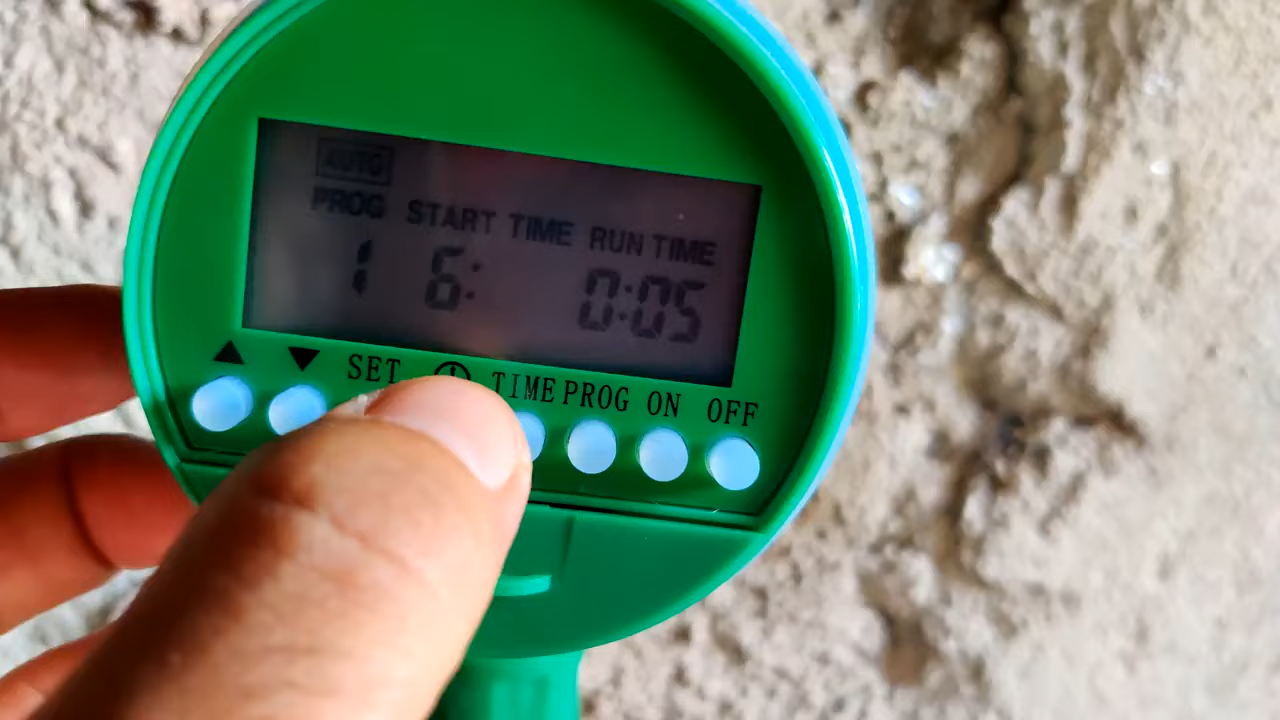 AUTO
PROG START TIME RUN TIME
1 6: 0:05
▲ ▼ SET TIME PROG ON OFF